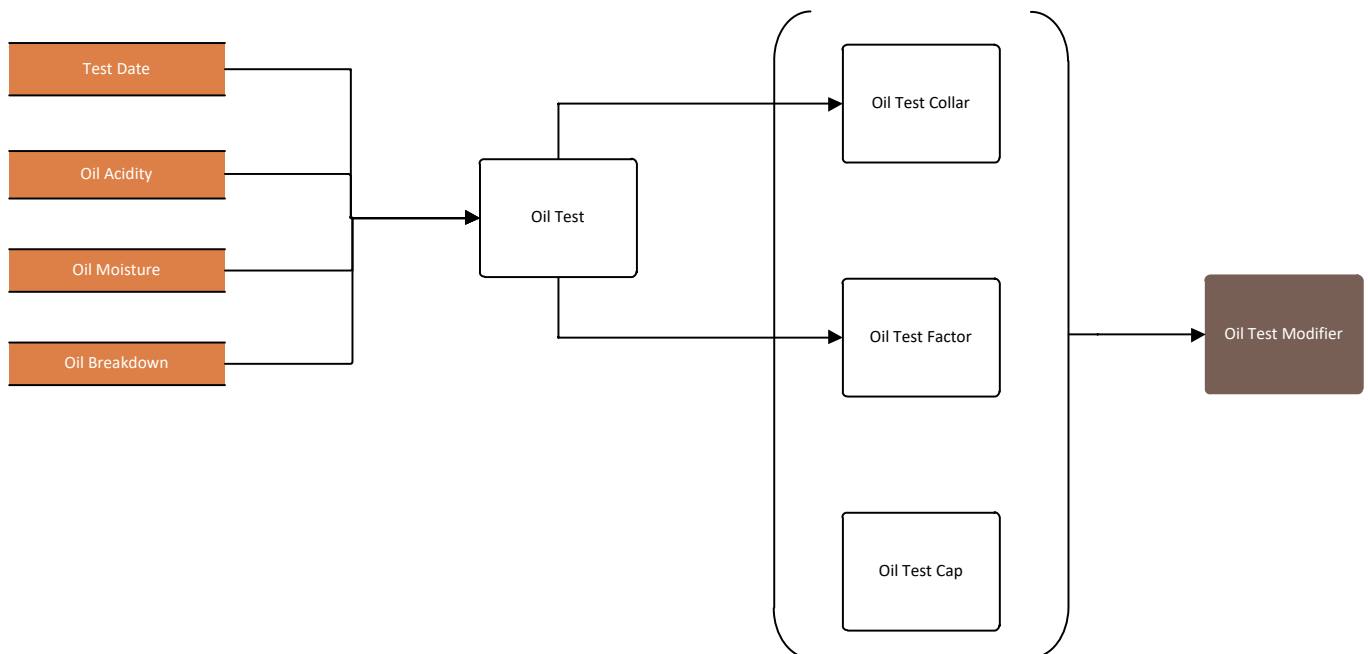 Test Date
Oil Acidity
Oil Moisture
Oil Breakdown
Oil Test
Oil Test Collar
Oil Test Factor
Oil Test Cap
Oil Test Modifier